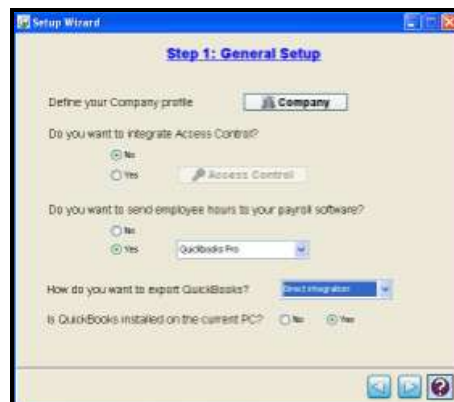 Setup Wizard
Step 1: General Setup
Define your Company profile Company
Do you want to integrate Access Control?
No
Yes Access Control
Do you want to send employee hours to your payroll software?
No
Yes Quickbooks Pro
How do you want to export QuickBooks? Direct integration
Is QuickBooks installed on the current PC? No Yes